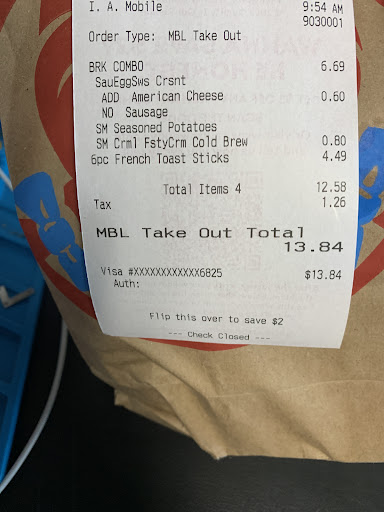 I. A. Mobile 9:54 AM
9030001
Order Type: MBL Take Out
BRK COMBO 6.69
SauEggSws Crsnt
ADD American Cheese 0.60
NO Sausage
SM Seasoned Potatoes
SM Crml FstyCrm Cold Brew 0.80
6pc French Toast Sticks 4.49
Total Items 4 12.58
Tax 1.26
MBL Take Out Total
13.84
Visa #XXXXXXXXXXXX6825 $13.84
Auth:
Flip this over to save $2
--- Check Closed ---